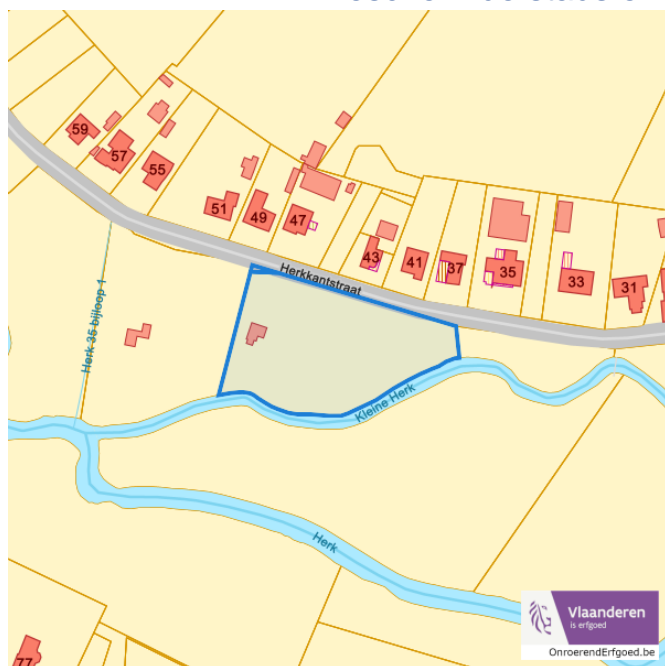 59
57
55
51
49
47
43
41
37
35
33
31
Herkkantstraat
Herk 35 bijloop 1
Kleine Herk
Herk
77
Vlaanderen
is erfgoed
OnroerendErfgoed.be